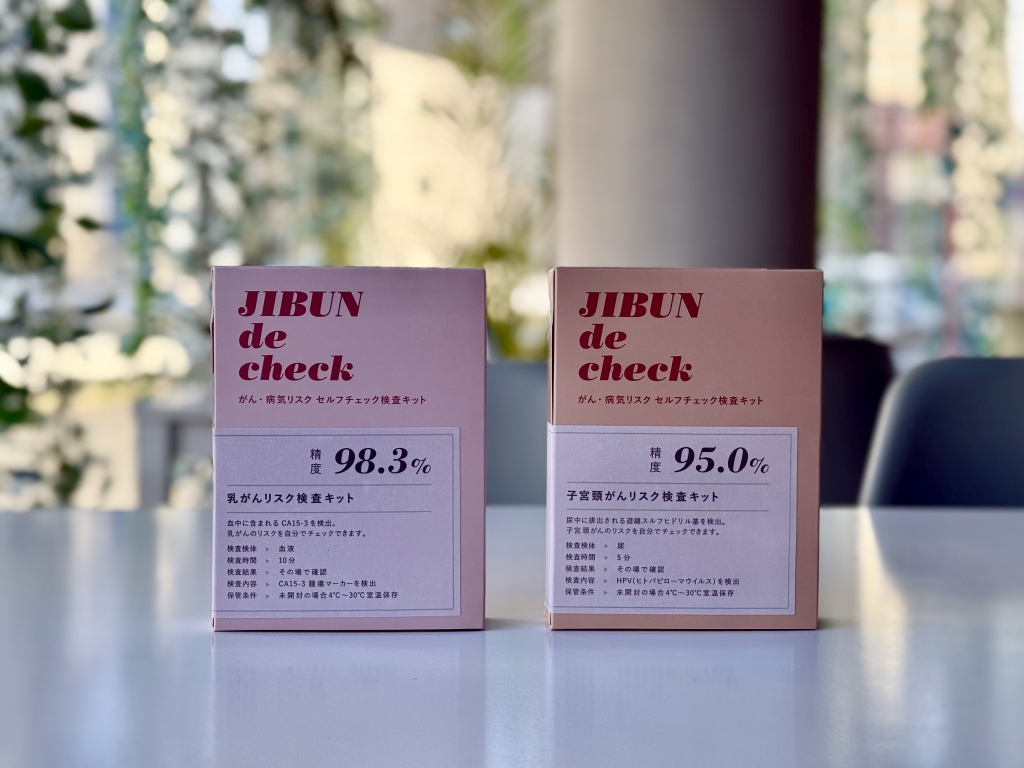 JIBUN
de
check
がん・病気リスク セルフチェック検査キット
精度 98.3%
乳がんリスク検査キット
血中に含まれる CA15-3 を検出。
乳がんのリスクを自分でチェックできます。
検査検体 ▶ 血液
検査時間 ▶ 10分
検査結果 ▶ その場で確認
検査内容 ▶ CA15-3 腫瘍マーカーを検出
保管条件 ▶ 未開封の場合4℃〜30℃室温保存
JIBUN
de
check
がん・病気リスク セルフチェック検査キット
精度 95.0%
子宮頸がんリスク検査キット
尿中に排出される遊離スルフヒドリル基を検出。
子宮頸がんのリスクを自分でチェックできます。
検査検体 ▶ 尿
検査時間 ▶ 5分
検査結果 ▶ その場で確認
検査内容 ▶ HPV(ヒトパピローマウイルス)を検出
保管条件 ▶ 未開封の場合4℃〜30℃室温保存